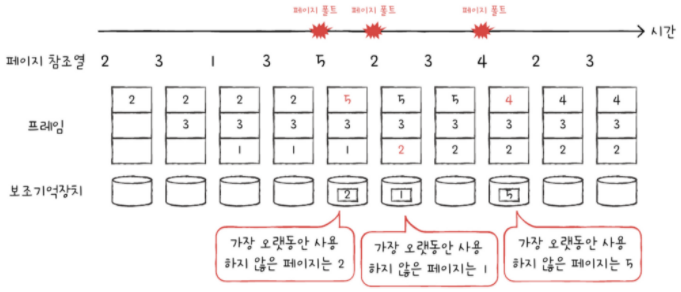 페이지 폴트 페이지 폴트 페이지 폴트
시간
페이지 참조열 2 3 1 3 5 2 3 4 2 3
2 2 2 2 5 5 5 4 4 4
프레임 3 3 3 3 3 3 3 3 3
1 1 1 2 2 2 2 2
보조기억장치 2 1 5
가장 오랫동안 사용
하지 않은 페이지는 2
가장 오랫동안 사용
하지 않은 페이지는 1
가장 오랫동안 사용
하지 않은 페이지는 5